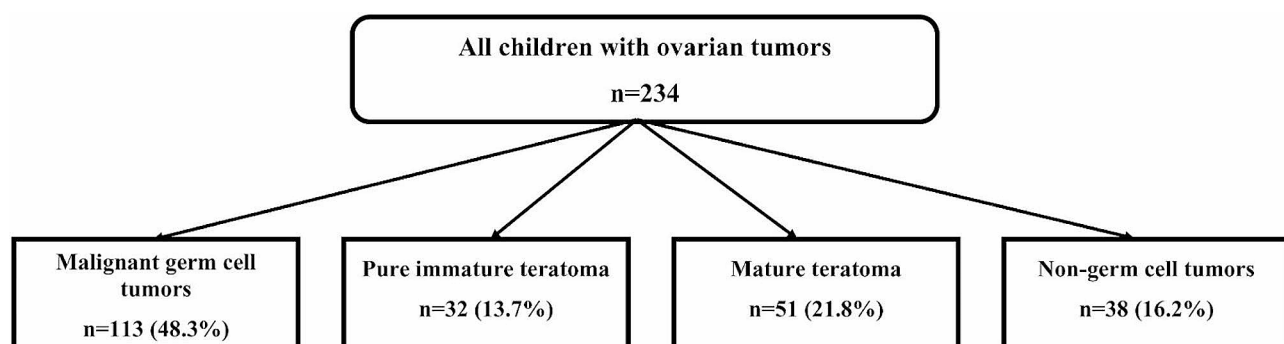 All children with ovarian tumors
n=234
Malignant germ cell
tumors
n=113 (48.3%)
Pure immature teratoma
n=32 (13.7%)
Mature teratoma
n=51 (21.8%)
Non-germ cell tumors
n=38 (16.2%)